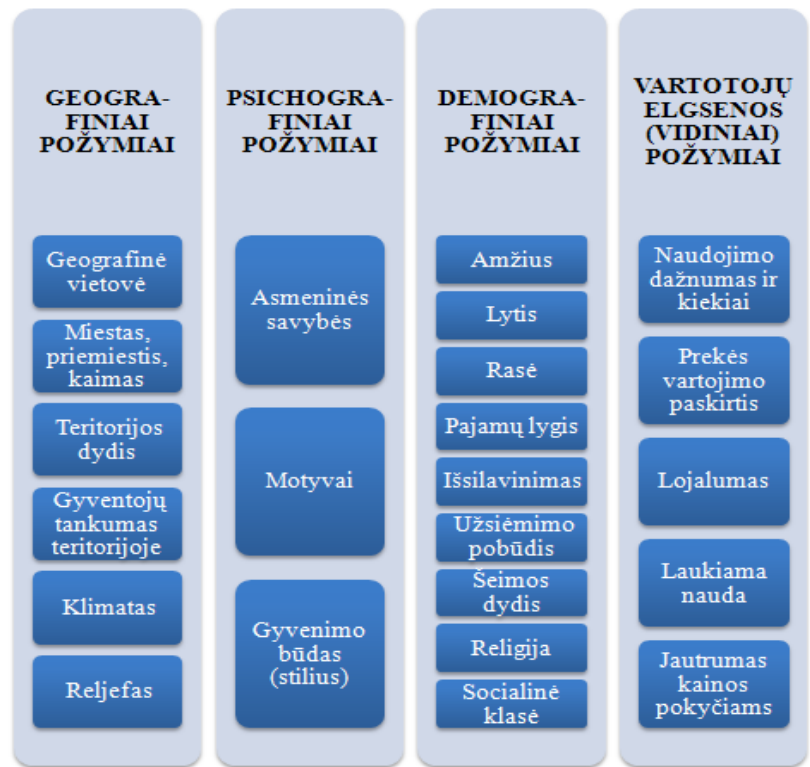 GEOGRA-
FINIAI
POŽYMIAI
Geografinė
vietovė
Miestas,
priemiestis,
kaimas
Teritorijos
dydis
Gyventojų
tankumas
teritorijoje
Klimatas
Reljefas
PSICHOGRA-
FINIAI
POŽYMIAI
Asmeninės
savybės
Motyvai
Gyvenimo
būdas
(stilius)
DEMOGRA-
FINIAI
POŽYMIAI
Amžius
Lytis
Rasė
Pajamų lygis
Išsilavinimas
Užsiėmimo
pobūdis
Šeimos
dydis
Religija
Socialinė
klasė
VARTOTOJŲ
ELGSENOS
(VIDINIAI)
POŽYMIAI
Naudojimo
dažnumas ir
kiekiai
Prekės
vartojimo
paskirtis
Lojalumas
Laukiama
nauda
Jautrumas
kainos
pokyčiams